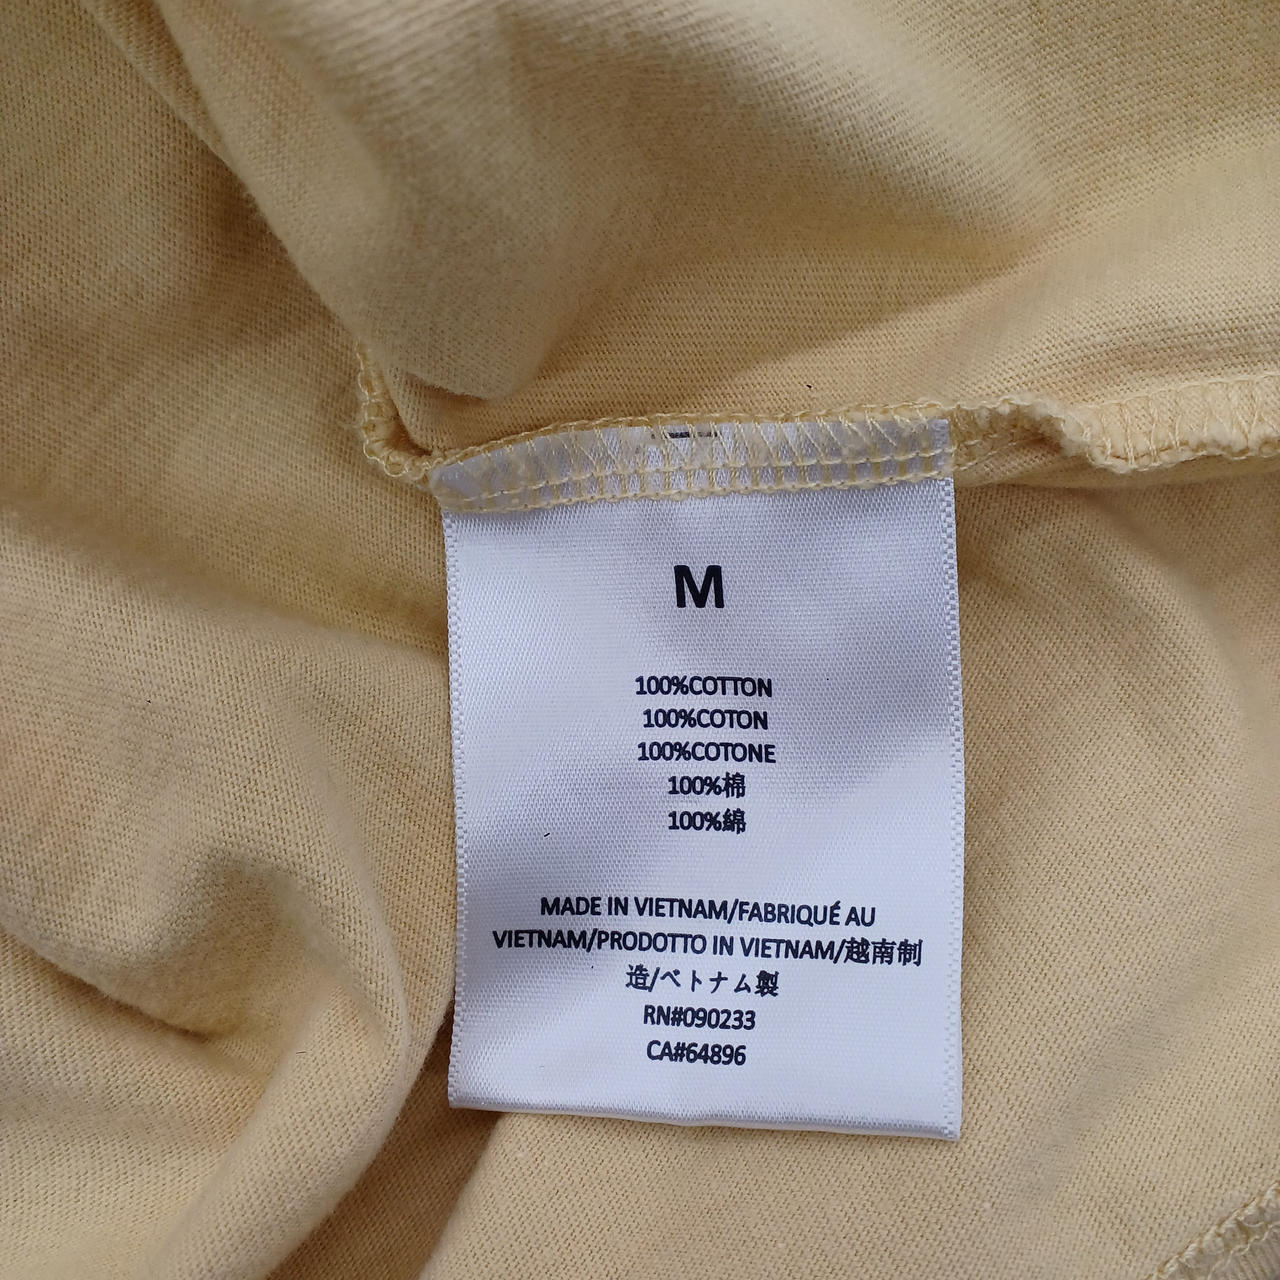 M
100%COTTON
100%COTON
100%COTONE
100%棉
100%綿
MADE IN VIETNAM/FABRIQUÉ AU
VIETNAM/PRODOTTO IN VIETNAM/越南制
造/ベトナム製
RN#090233
CA#64896